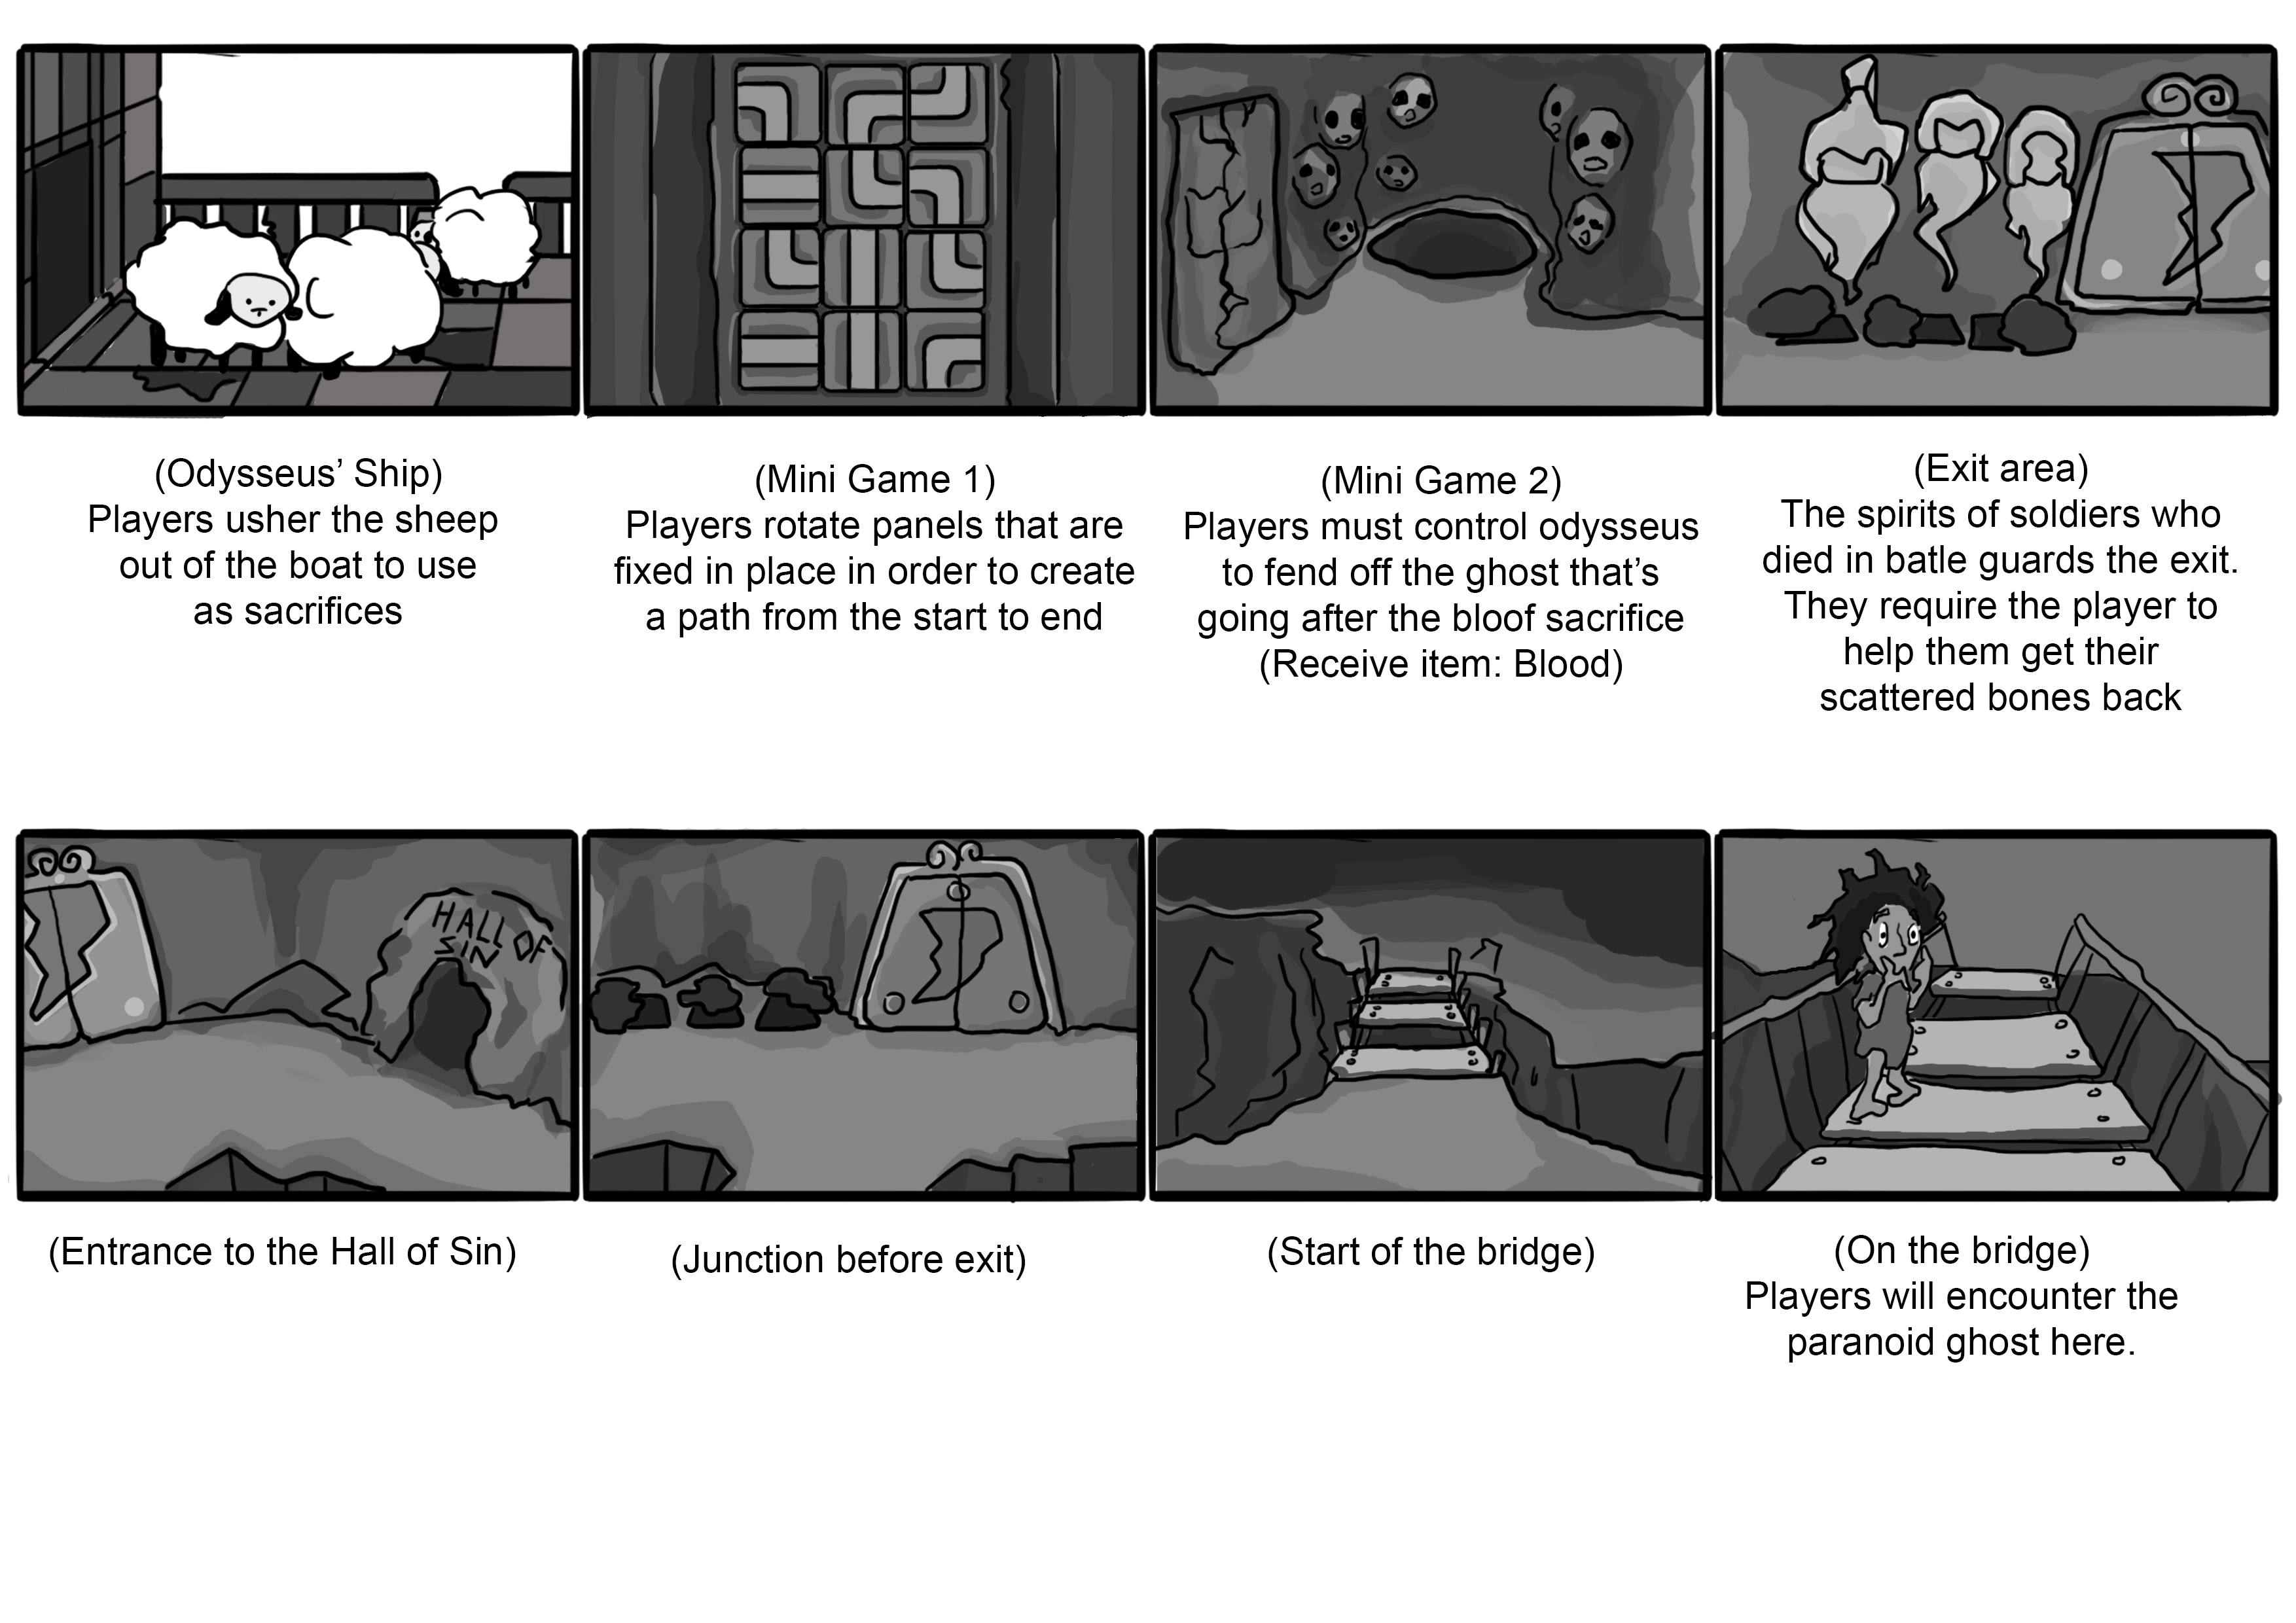 (Odysseus’ Ship)
Players usher the sheep
out of the boat to use
as sacrifices
(Mini Game 1)
Players rotate panels that are
fixed in place in order to create
a path from the start to end
(Mini Game 2)
Players must control odysseus
to fend off the ghost that’s
going after the bloof sacrifice
(Receive item: Blood)
(Exit area)
The spirits of soldiers who
died in batle guards the exit.
They require the player to
help them get their
scattered bones back
HALL OF
SIN
(Entrance to the Hall of Sin)
(Junction before exit)
(Start of the bridge)
(On the bridge)
Players will encounter the
paranoid ghost here.